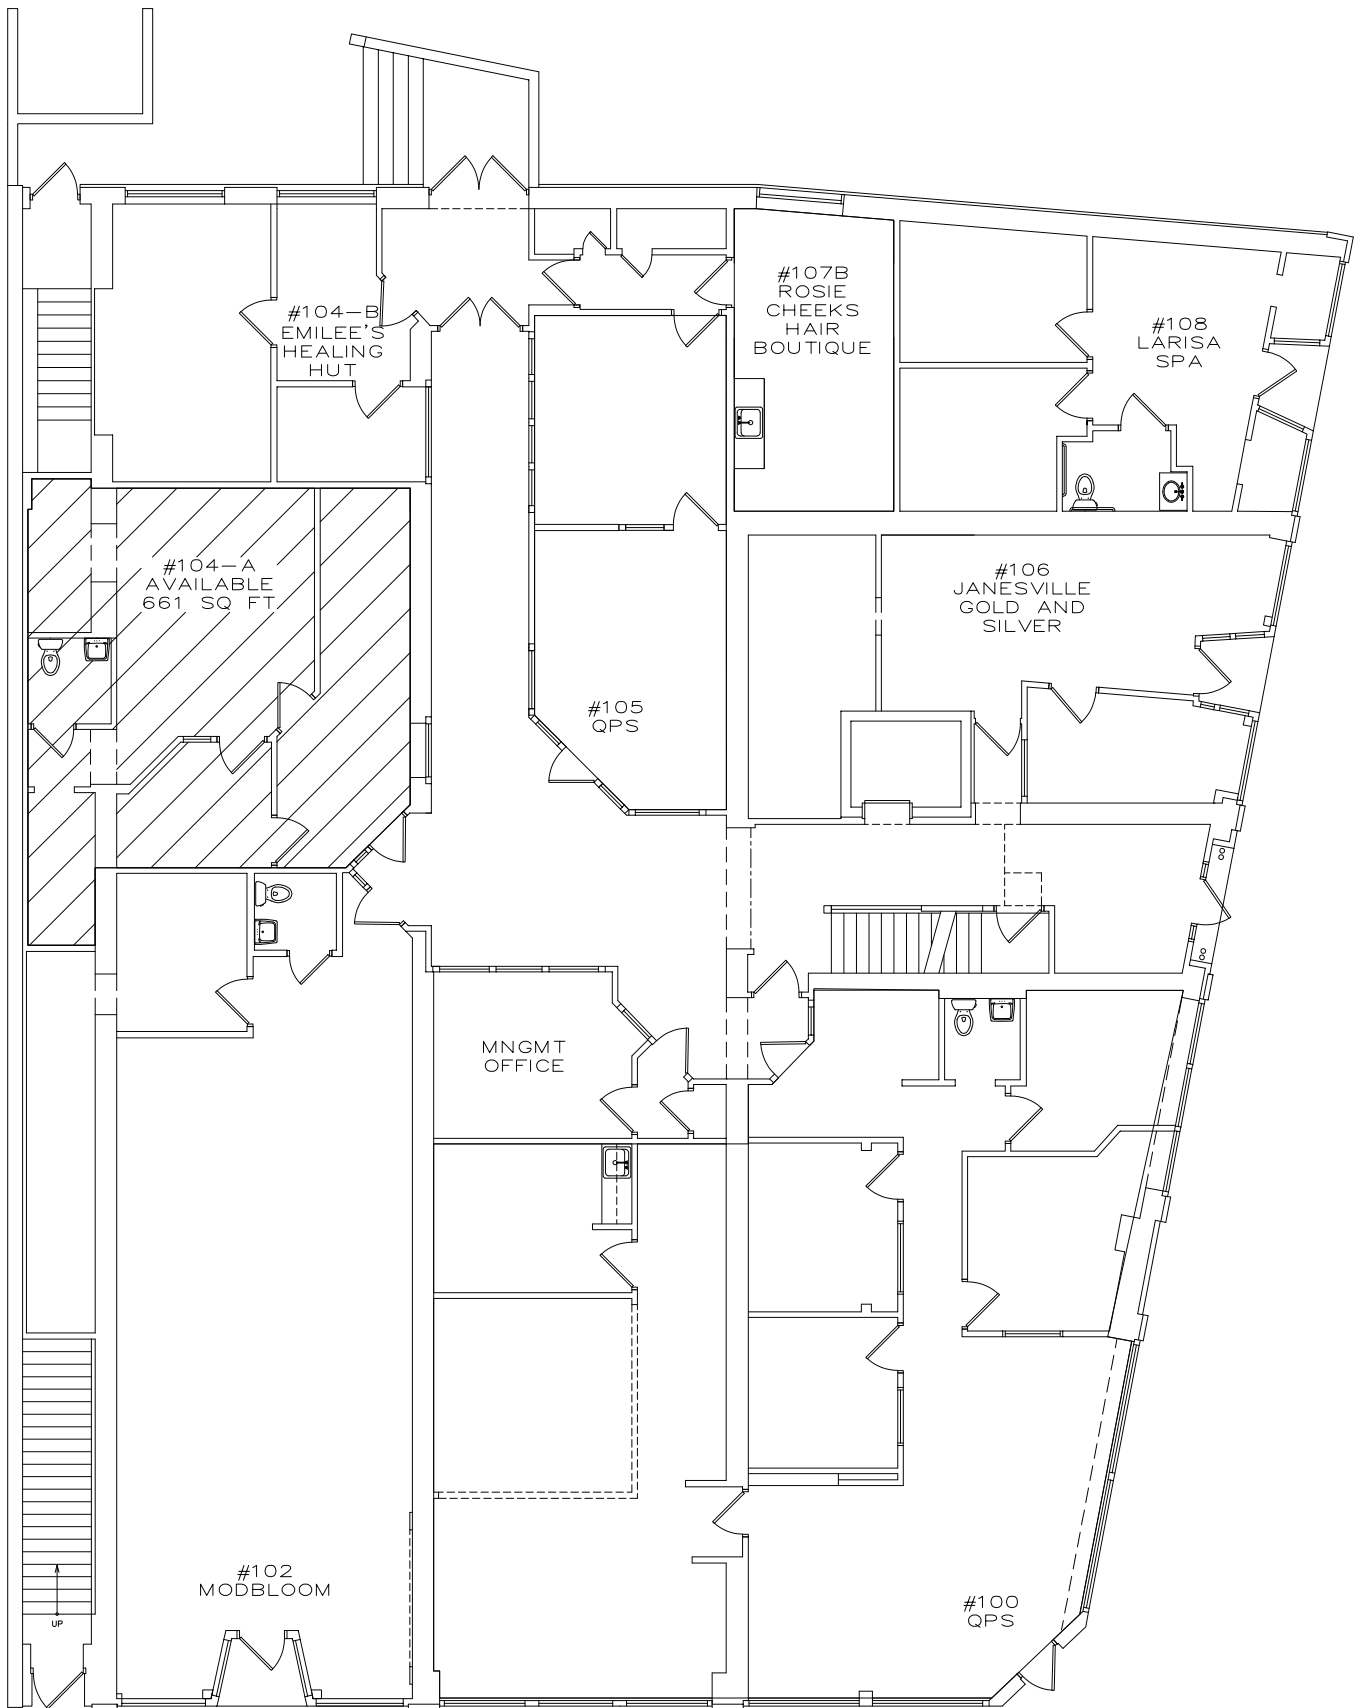 #107B
ROSIE
CHEEKS
HAIR
BOUTIQUE
#104-B
EMILEE'S
HEALING
HUT
#108
LARISA
SPA
#104-A
AVAILABLE
661 SQ FT
#106
JANESVILLE
GOLD AND
SILVER
#105
QPS
MNGMT
OFFICE
#102
MODBLOOM
#100
QPS
UP